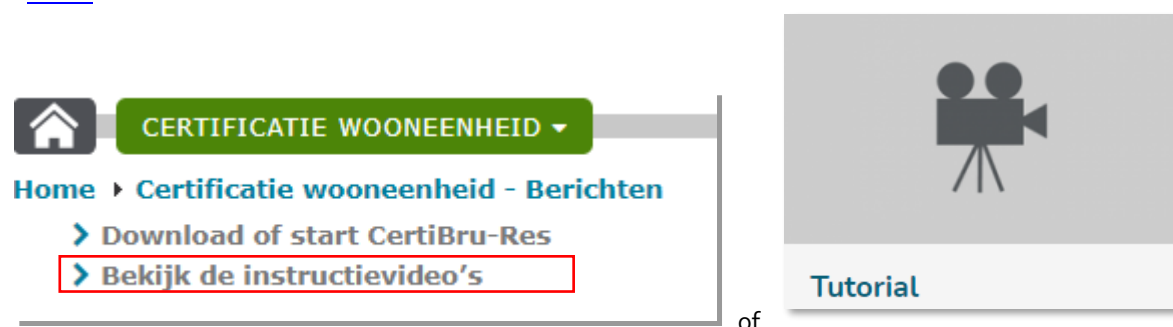 CERTIFICATIE WOONEENHEID
Home Certificatie wooneenheid - Berichten
Download of start CertiBru-Res
Bekijk de instructievideo's
of
Tutorial